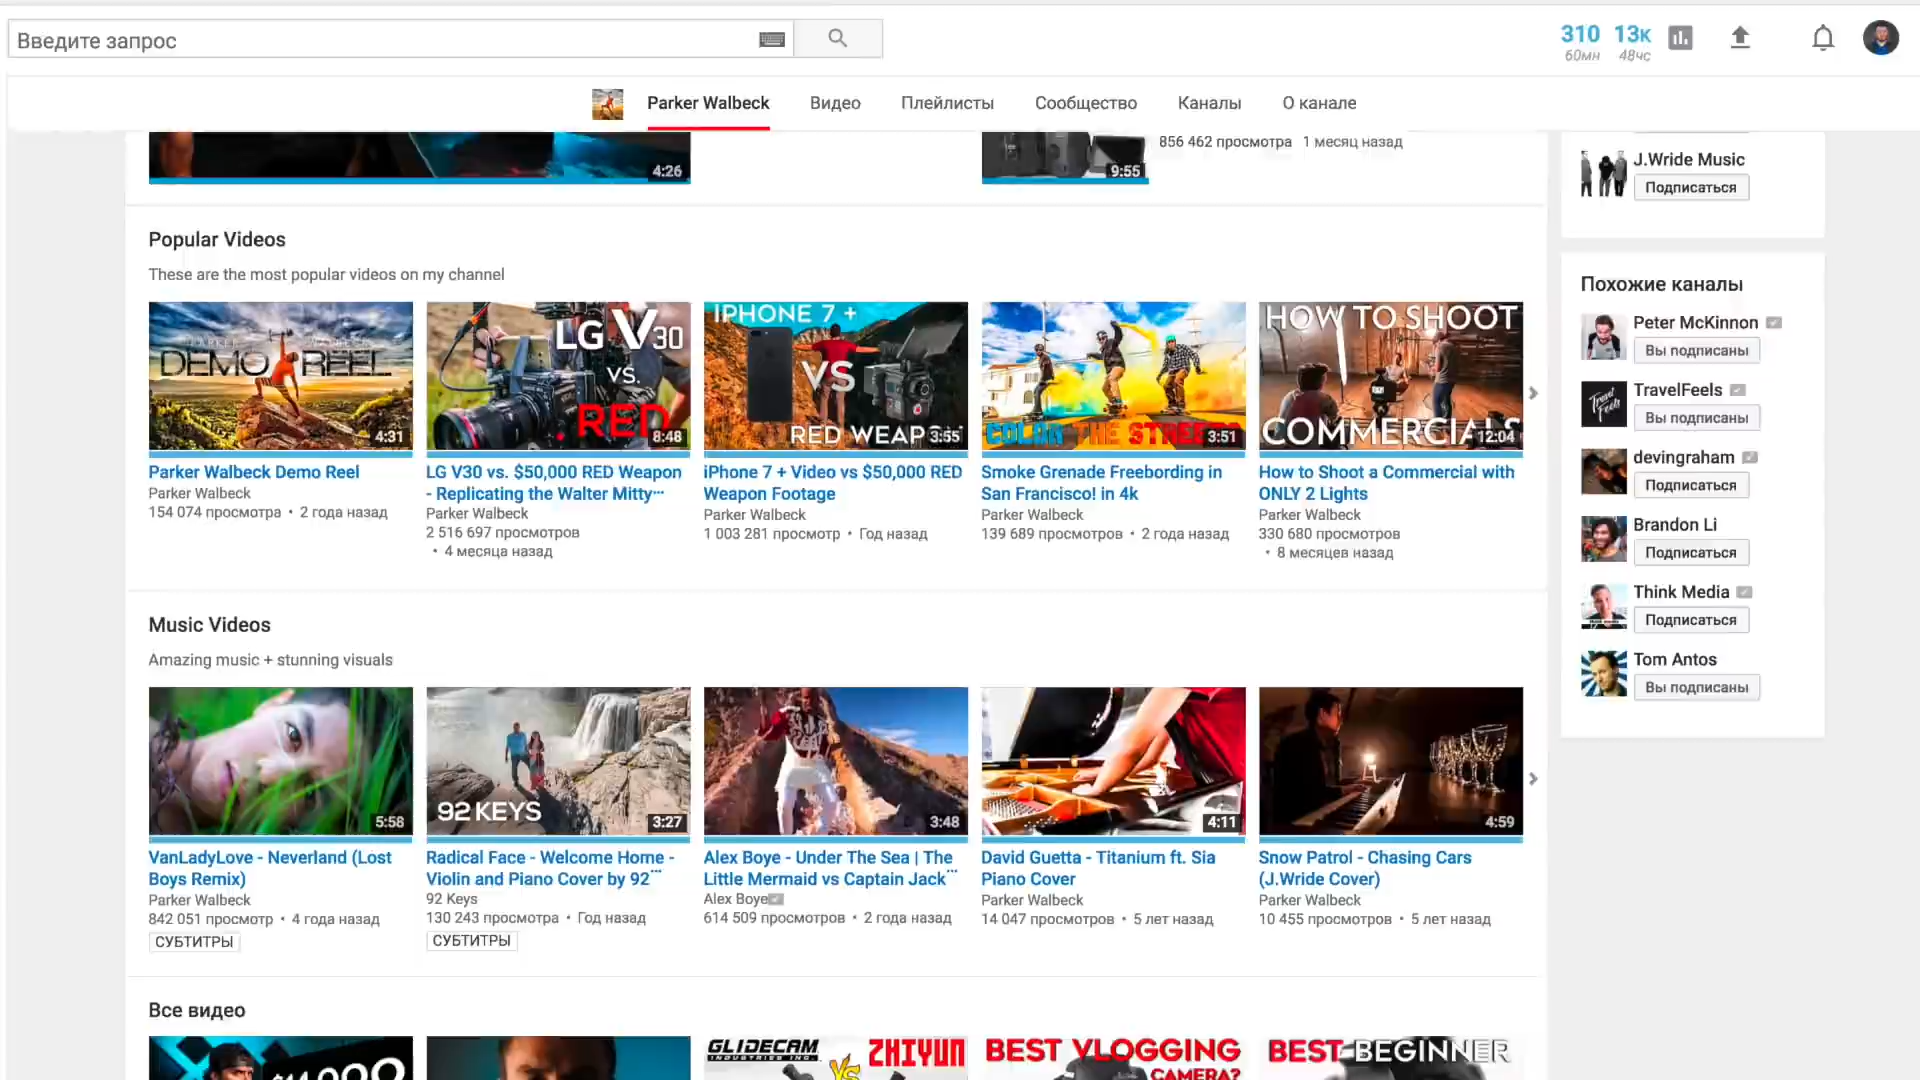 Введите запрос
310 13к
60мн 48чс
Parker Walbeck Видео Плейлисты Сообщество Каналы О канале
4:26
9:55
856 462 просмотра 1 месяц назад
J.Wride Music
Подписаться
Popular Videos
These are the most popular videos on my channel
PARKER WALBECK
DEMO REEL
4:31
LG V30
VS.
RED
8:48
IPHONE 7 +
VS
RED WEAP
3:55
COLOR THE STREETS
3:51
HOW TO SHOOT
COMMERCIALS
12:04
Parker Walbeck Demo Reel
Parker Walbeck
154 074 просмотра • 2 года назад
LG V30 vs. $50,000 RED Weapon
- Replicating the Walter Mitty...
Parker Walbeck
2 516 697 просмотров
• 4 месяца назад
iPhone 7 + Video vs $50,000 RED
Weapon Footage
Parker Walbeck
1 003 281 просмотр • Год назад
Smoke Grenade Freebording in
San Francisco! in 4k
Parker Walbeck
139 689 просмотров • 2 года назад
How to Shoot a Commercial with
ONLY 2 Lights
Parker Walbeck
330 680 просмотров
• 8 месяцев назад
Похожие каналы
Peter McKinnon
Вы подписаны
Travel Feels
TravelFeels
Вы подписаны
devingraham
Подписаться
Brandon Li
Подписаться
Think Media
Подписаться
Tom Antos
Вы подписаны
Music Videos
Amazing music + stunning visuals
5:58
92 KEYS
3:27
3:48
4:11
4:59
VanLadyLove - Neverland (Lost
Boys Remix)
Parker Walbeck
842 051 просмотр • 4 года назад
СУБТИТРЫ
Radical Face - Welcome Home -
Violin and Piano Cover by 92...
92 Keys
130 243 просмотра • Год назад
СУБТИТРЫ
Alex Boye - Under The Sea | The
Little Mermaid vs Captain Jack...
Alex Boye
614 509 просмотров • 2 года назад
David Guetta - Titanium ft. Sia
Piano Cover
Parker Walbeck
14 047 просмотров • 5 лет назад
Snow Patrol - Chasing Cars
(J.Wride Cover)
Parker Walbeck
10 455 просмотров • 5 лет назад
Все видео
GLIDECAM
INDUSTRIES INC.
VS
ZHIYUN
BEST VLOGGING
CAMERA?
BEST BEGINNER